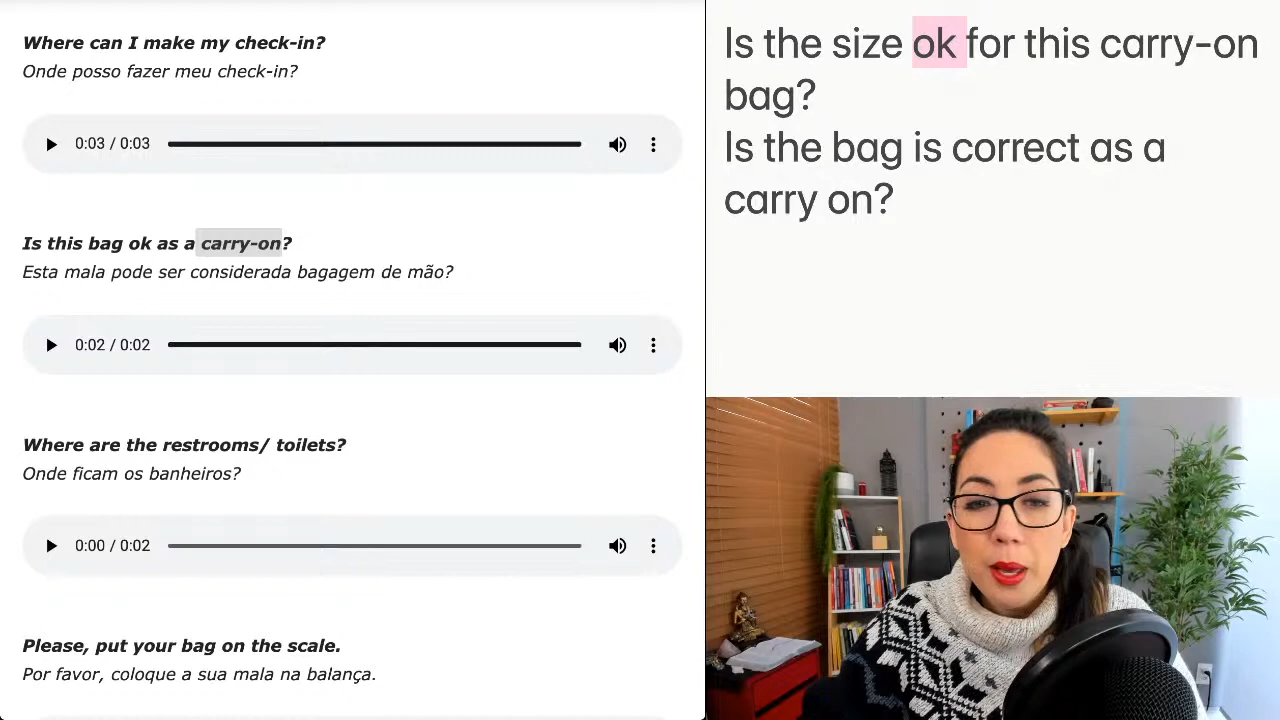 Where can I make my check-in?
Onde posso fazer meu check-in?
0:03 / 0:03
Is this bag ok as a carry-on?
Esta mala pode ser considerada bagagem de mão?
0:02 / 0:02
Where are the restrooms/ toilets?
Onde ficam os banheiros?
0:00 / 0:02
Please, put your bag on the scale.
Por favor, coloque a sua mala na balança.
Is the size ok for this carry-on
bag?
Is the bag is correct as a
carry on?